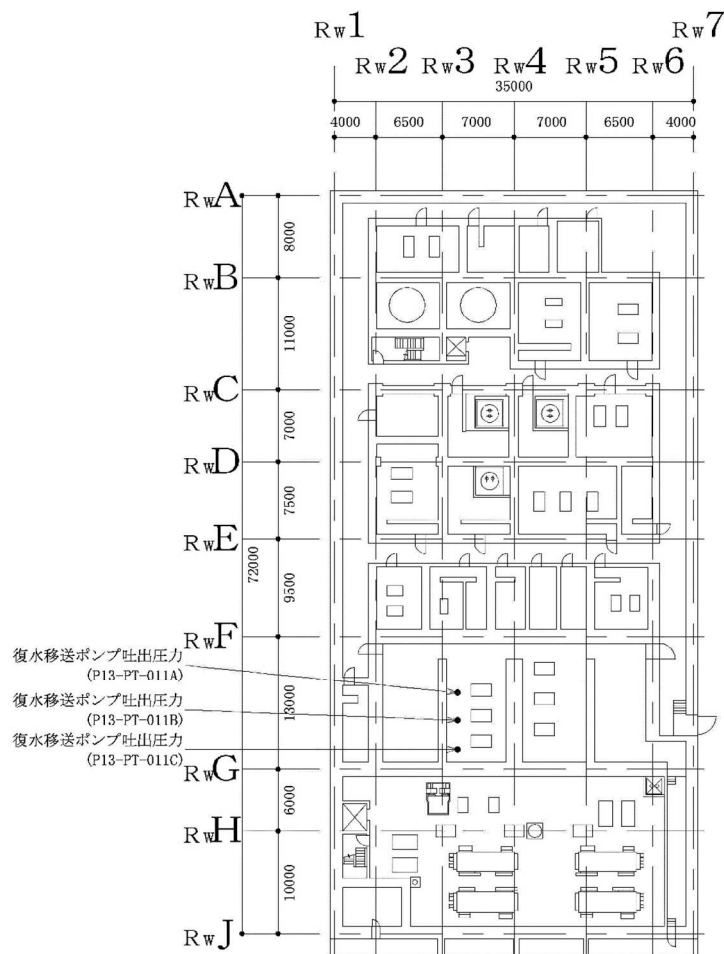 Rw1
Rw7
Rw2 Rw3 Rw4 Rw5 Rw6
35000
4000 6500 7000 7000 6500 4000
RwA
8000
RwB
11000
RwC
7000
RwD
7500
RwE
72000
9500
RwF
復水移送ポンプ吐出圧力
(P13-PT-011A)
復水移送ポンプ吐出圧力
(P13-PT-011B)
13000
復水移送ポンプ吐出圧力
(P13-PT-011C)
RwG
6000
RwH
10000
RwJ